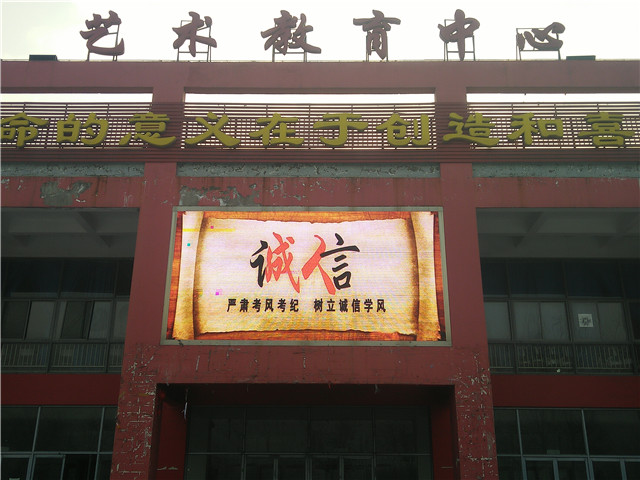 艺术教育中心
命的意义在于创造和喜
诚信
严肃考风考纪 树立诚信学风